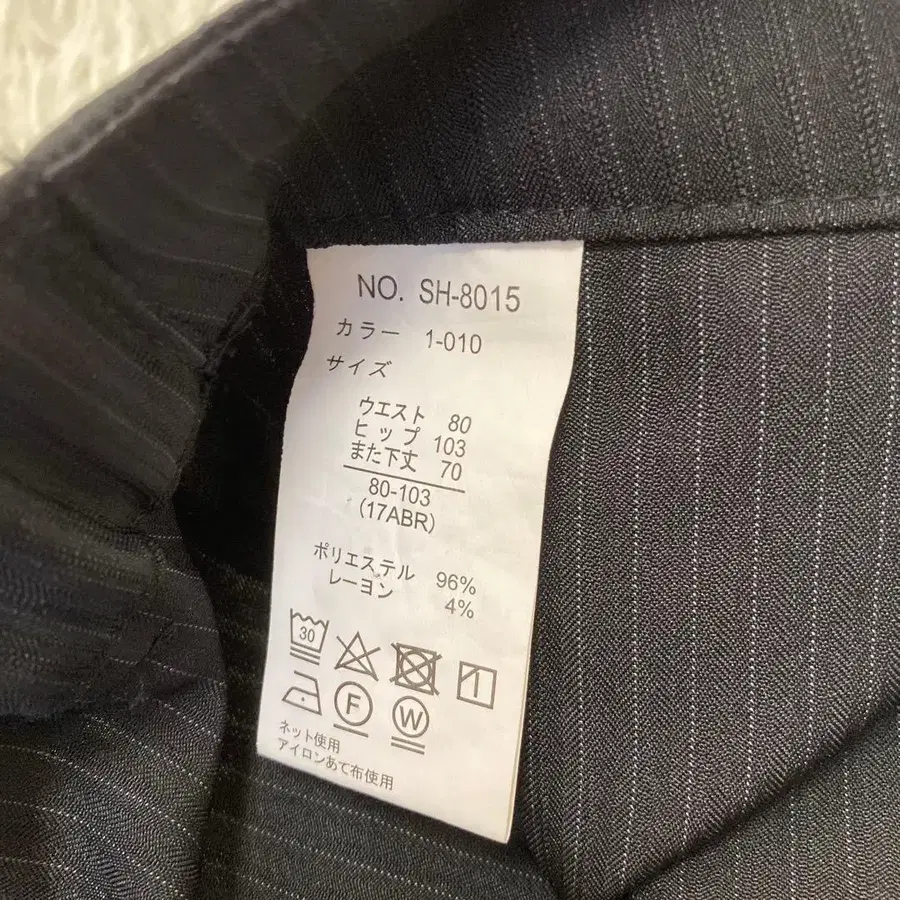 NO. SH-8015
カラー 1-010
サイズ
ウエスト 80
ヒップ 103
また下丈 70
80-103
(17ABR)
ポリエステル 96%
レーヨン 4%
30
F W
ネット使用
アイロンあて布使用